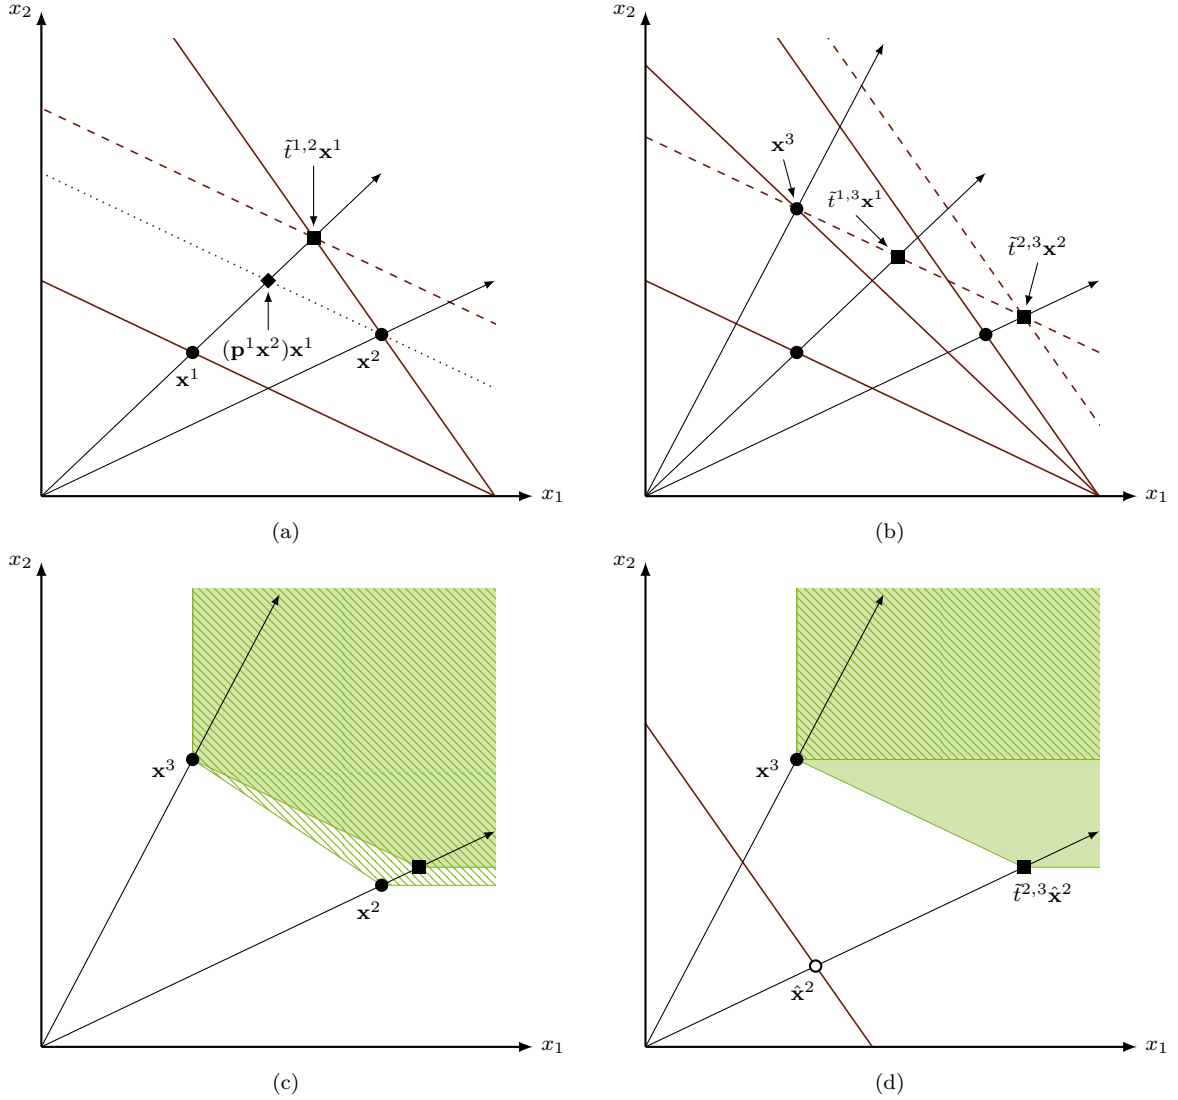 x₂
t̃¹,²𝐱¹
(𝐩¹𝐱²)𝐱¹
𝐱¹
𝐱²
x₁
(a)
x₂
𝐱³
t̃¹,³𝐱¹
t̃²,³𝐱²
x₁
(b)
x₂
𝐱³
𝐱²
x₁
(c)
x₂
𝐱³
t̃²,³𝐱̂²
𝐱̂²
x₁
(d)